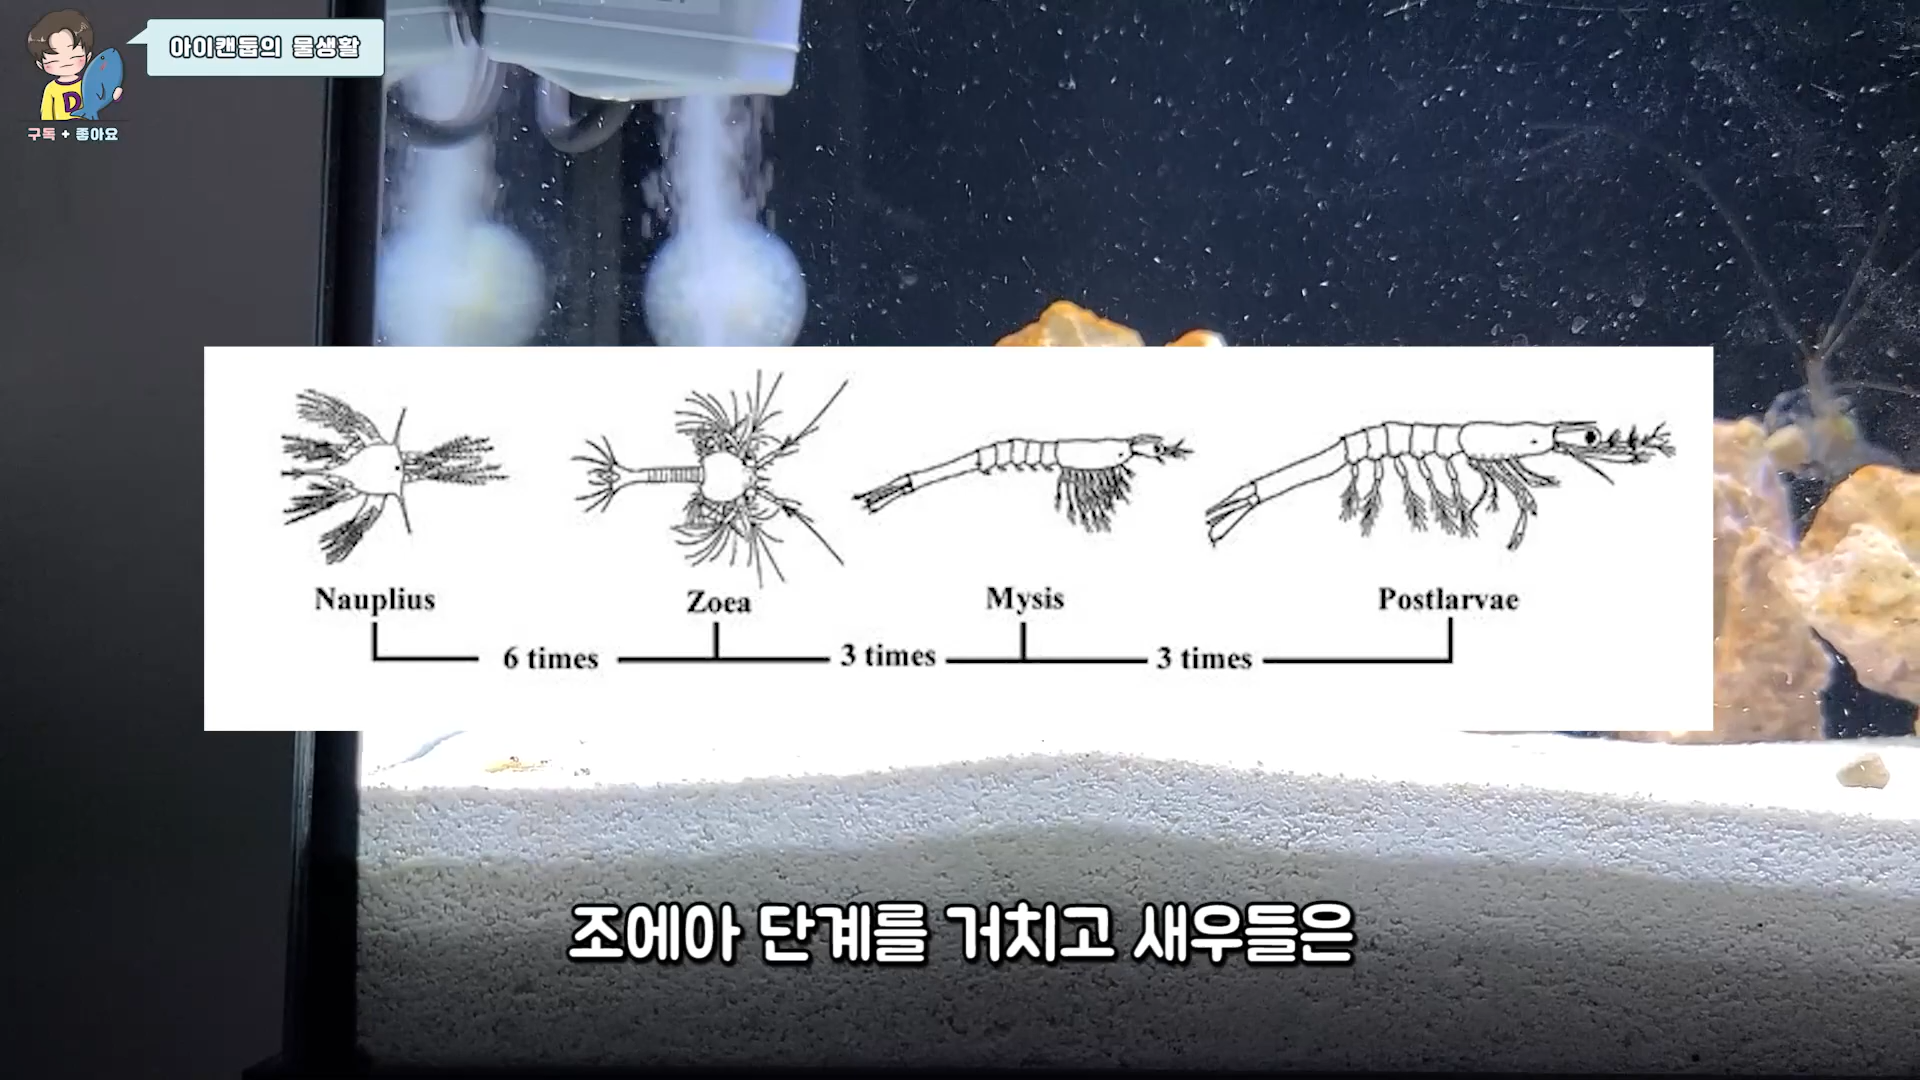 아이캔둡의 물생활
D
구독 + 좋아요
Nauplius Zoea Mysis Postlarvae
6 times 3 times 3 times
조에아 단계를 거치고 새우들은